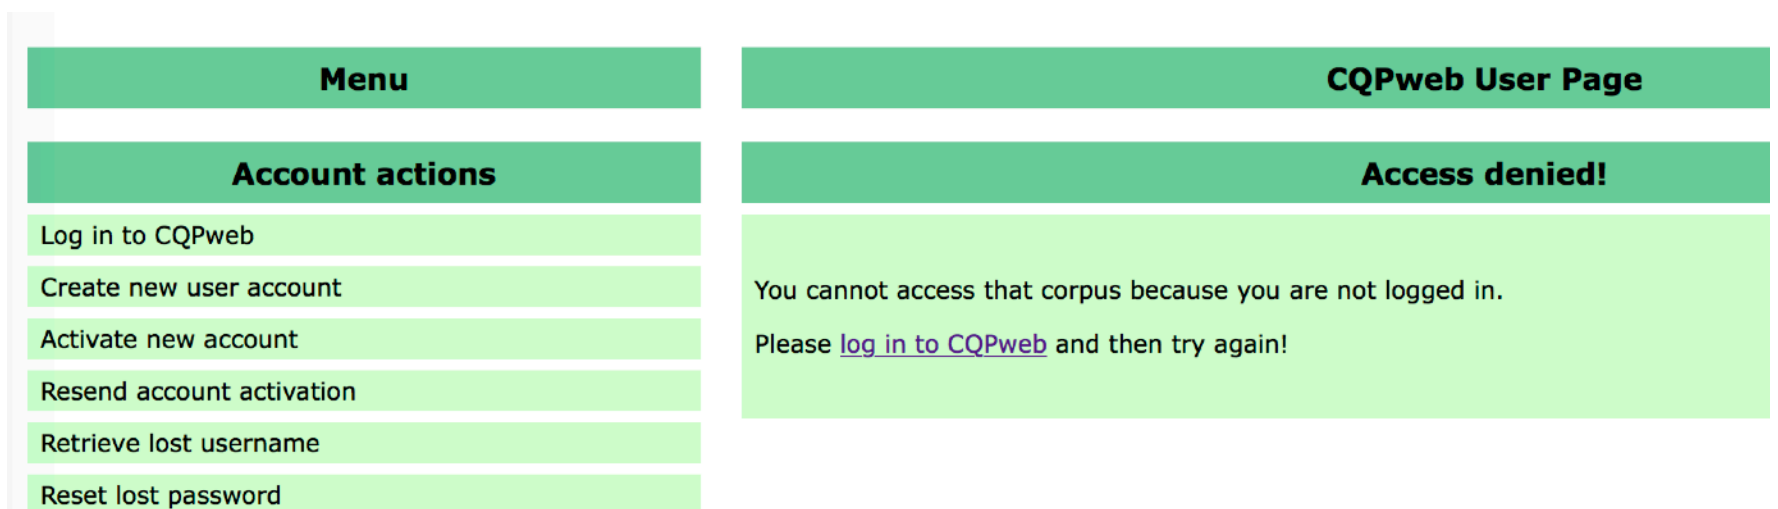 Menu
Account actions
Log in to CQPweb
Create new user account
Activate new account
Resend account activation
Retrieve lost username
Reset lost password
CQPweb User Page
Access denied!
You cannot access that corpus because you are not logged in.
Please log in to CQPweb and then try again!